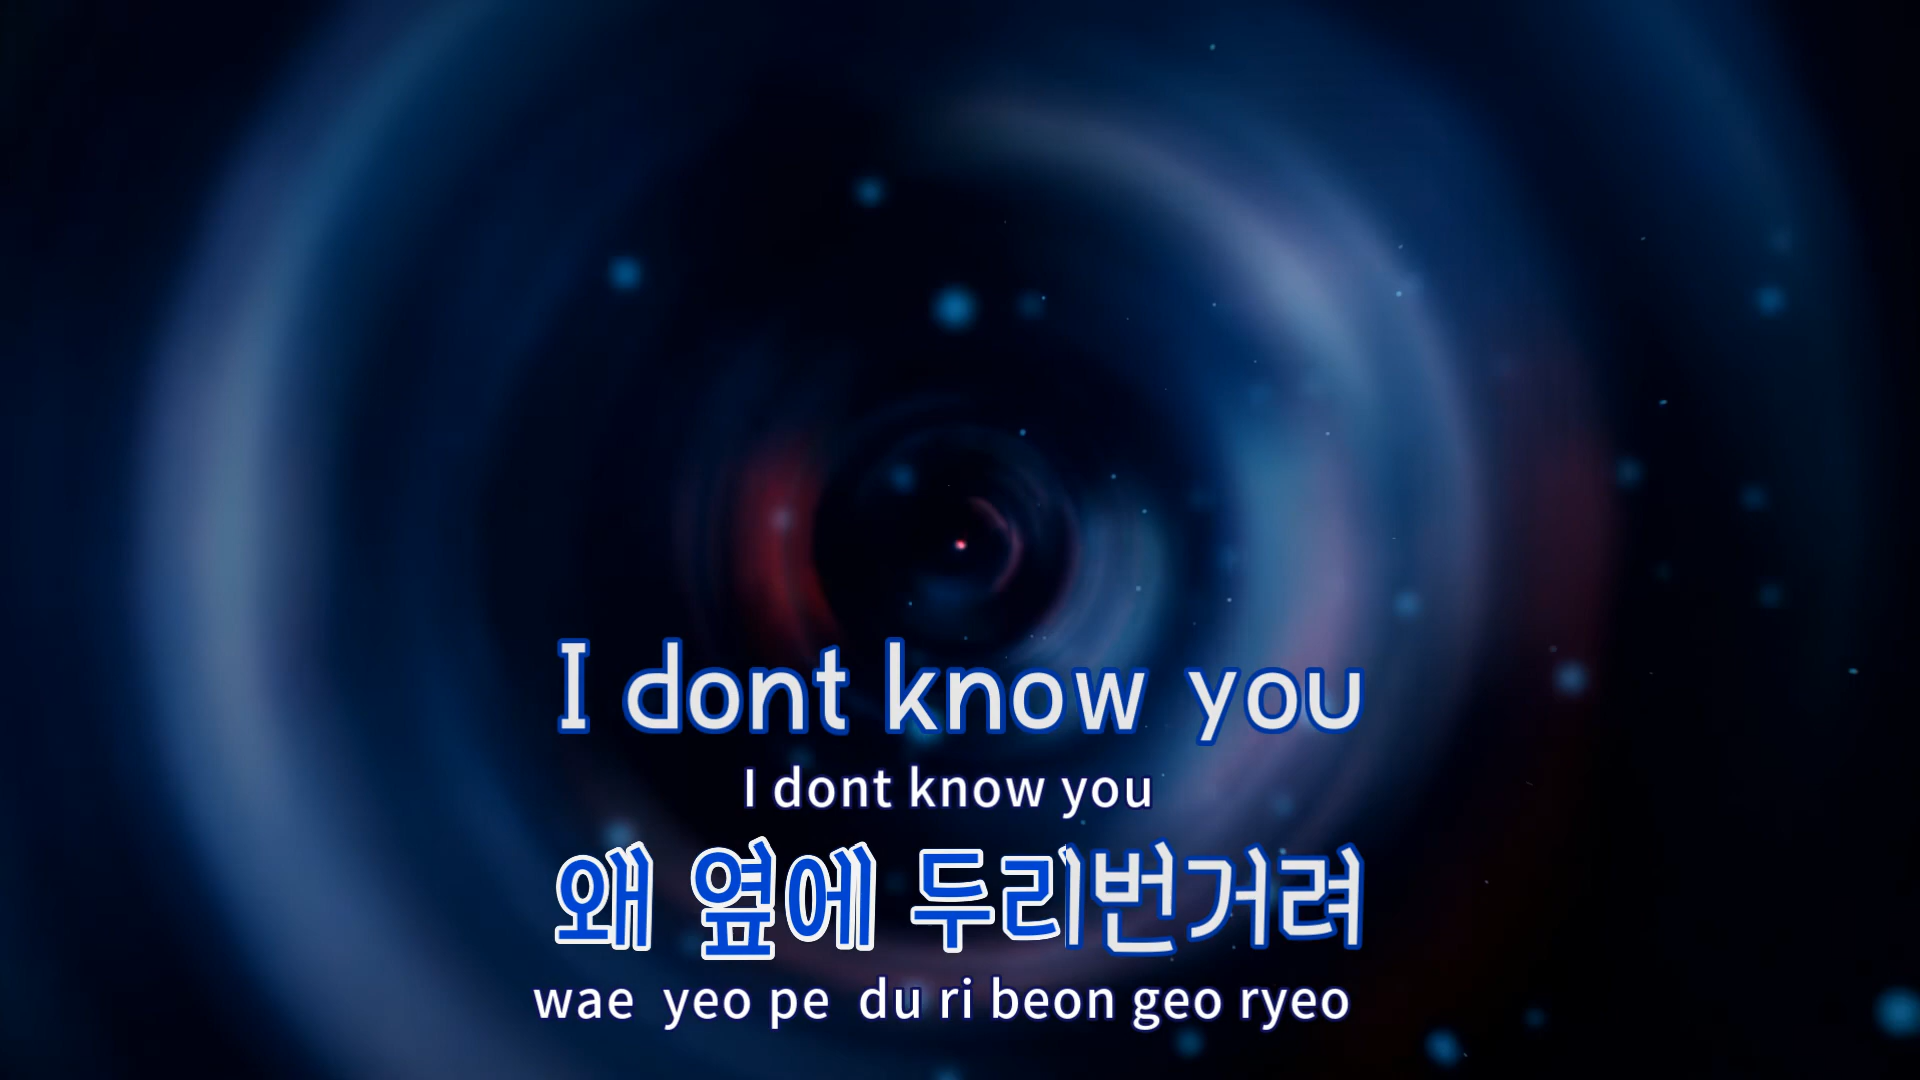 I dont know you
I dont know you
왜 옆에 두리번거려
wae yeo pe du ri beon geo ryeo